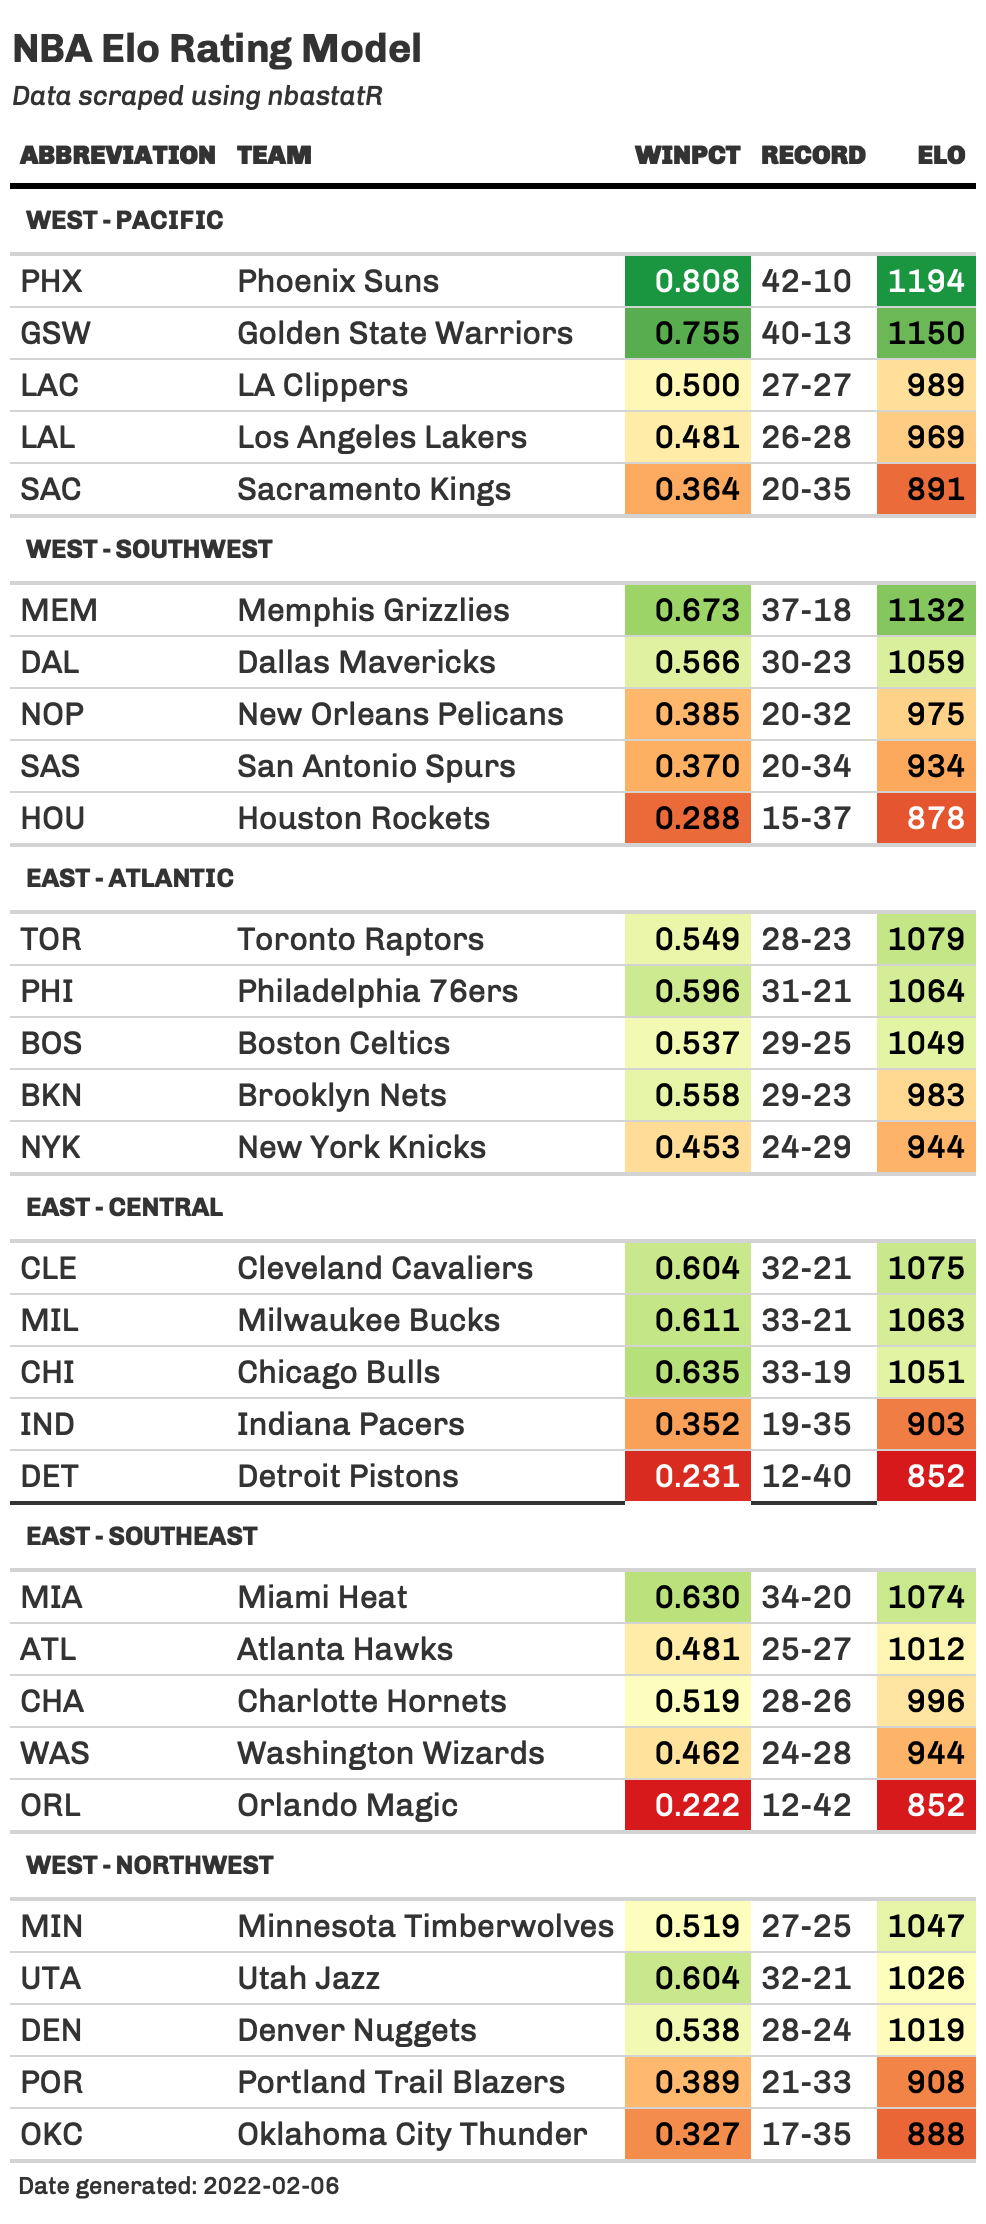 NBA Elo Rating Model
Data scraped using nbastatR
ABBREVIATION TEAM WINPCT RECORD ELO
WEST - PACIFIC
PHX Phoenix Suns 0.808 42-10 1194
GSW Golden State Warriors 0.755 40-13 1150
LAC LA Clippers 0.500 27-27 989
LAL Los Angeles Lakers 0.481 26-28 969
SAC Sacramento Kings 0.364 20-35 891
WEST - SOUTHWEST
MEM Memphis Grizzlies 0.673 37-18 1132
DAL Dallas Mavericks 0.566 30-23 1059
NOP New Orleans Pelicans 0.385 20-32 975
SAS San Antonio Spurs 0.370 20-34 934
HOU Houston Rockets 0.288 15-37 878
EAST - ATLANTIC
TOR Toronto Raptors 0.549 28-23 1079
PHI Philadelphia 76ers 0.596 31-21 1064
BOS Boston Celtics 0.537 29-25 1049
BKN Brooklyn Nets 0.558 29-23 983
NYK New York Knicks 0.453 24-29 944
EAST - CENTRAL
CLE Cleveland Cavaliers 0.604 32-21 1075
MIL Milwaukee Bucks 0.611 33-21 1063
CHI Chicago Bulls 0.635 33-19 1051
IND Indiana Pacers 0.352 19-35 903
DET Detroit Pistons 0.231 12-40 852
EAST - SOUTHEAST
MIA Miami Heat 0.630 34-20 1074
ATL Atlanta Hawks 0.481 25-27 1012
CHA Charlotte Hornets 0.519 28-26 996
WAS Washington Wizards 0.462 24-28 944
ORL Orlando Magic 0.222 12-42 852
WEST - NORTHWEST
MIN Minnesota Timberwolves 0.519 27-25 1047
UTA Utah Jazz 0.604 32-21 1026
DEN Denver Nuggets 0.538 28-24 1019
POR Portland Trail Blazers 0.389 21-33 908
OKC Oklahoma City Thunder 0.327 17-35 888
Date generated: 2022-02-06